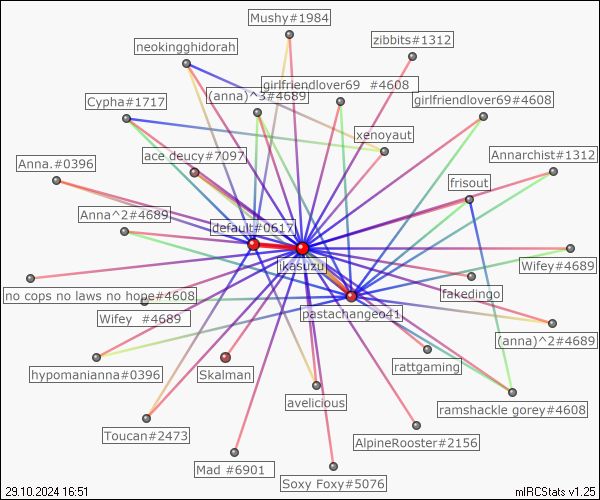 Mushy#1984
zibbits#1312
neokingghidorah
girlfriendlover69 #4608
(anna)^3#4689
girlfriendlover69#4608
Cypha#1717
xenoyaut
ace deucy#7097
Annarchist#1312
Anna.#0396
frisout
Anna^2#4689
default#0617
jkasuzu
Wifey#4689
no cops no laws no hope#4608
fakedingo
pastachangeo41
Wifey #4689
(anna)^2#4689
rattgaming
hypomanianna#0396
Skalman
avelicious
ramshackle gorey#4608
Toucan#2473
AlpineRooster#2156
Mad #6901
Soxy Foxy#5076
29.10.2024 16:51
mIRCStats v1.25